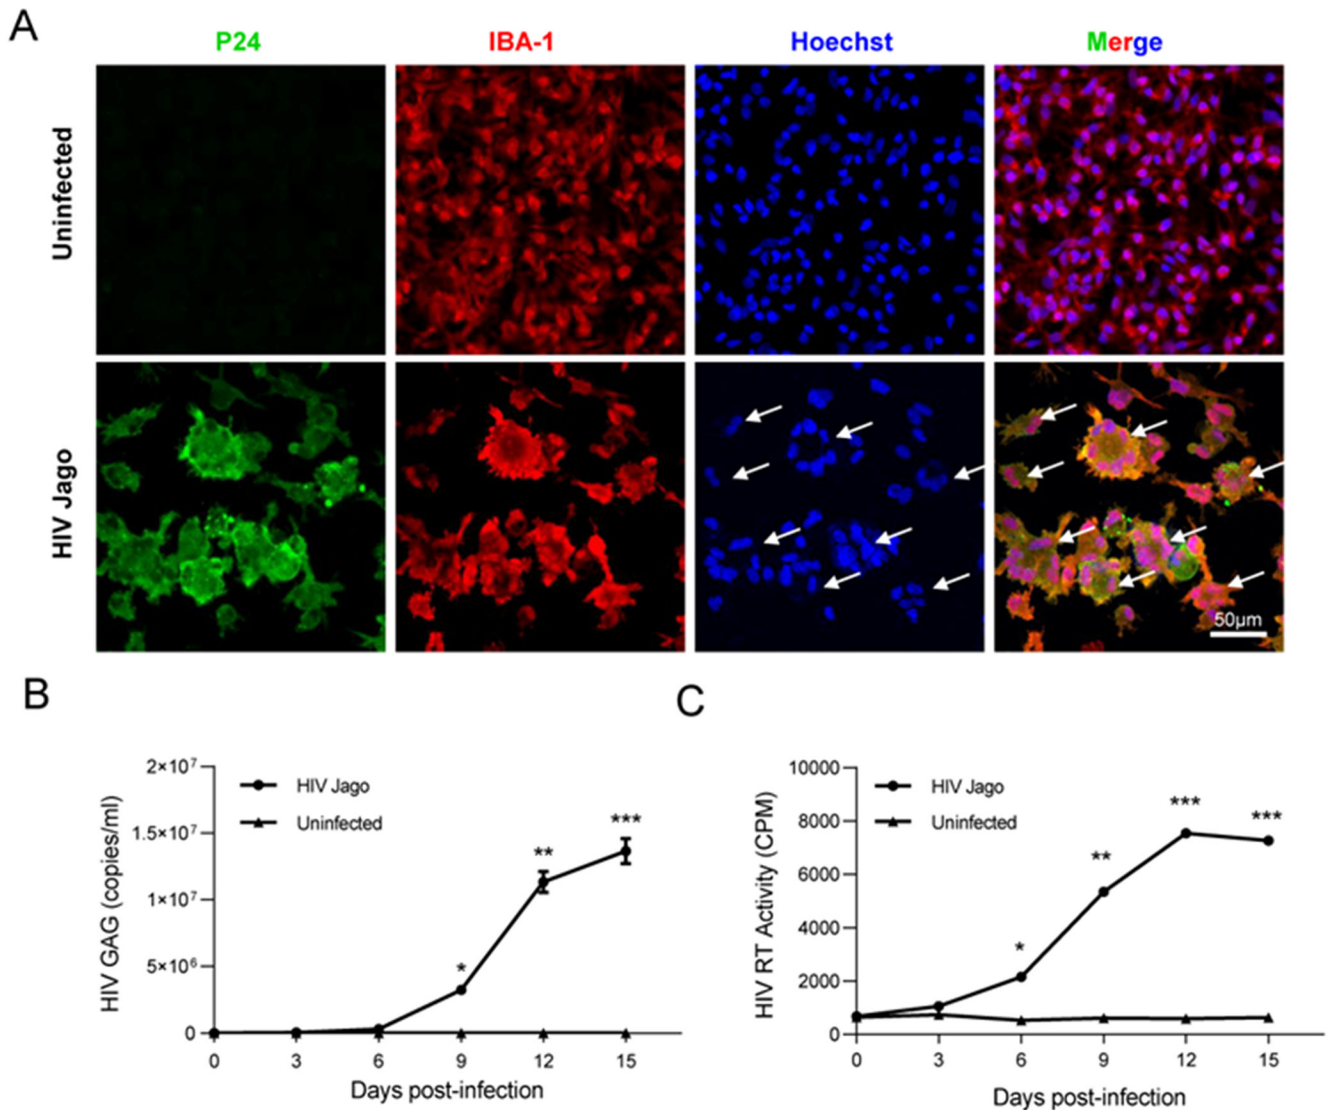 A
P24 IBA-1 Hoechst Merge
Uninfected
HIV Jago
50µm
B
HIV GAG (copies/ml)
2×10⁷
1.5×10⁷
1×10⁷
5×10⁶
0
HIV Jago
Uninfected
* ** ***
0 3 6 9 12 15
Days post-infection
C
HIV RT Activity (CPM)
10000
8000
6000
4000
2000
0
HIV Jago
Uninfected
* ** *** ***
0 3 6 9 12 15
Days post-infection